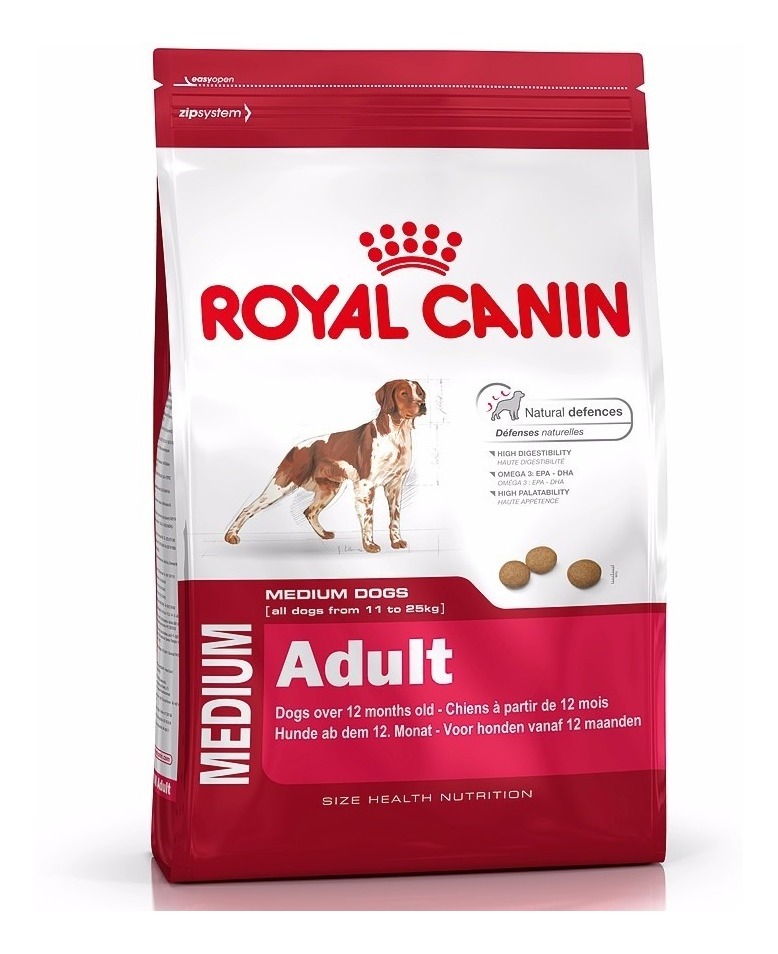 easyopen
zipsystem
ROYAL CANIN
Natural defences
Défenses naturelles
HIGH DIGESTIBILITY
HAUTE DIGESTIBILITÉ
OMEGA 3: EPA - DHA
OMEGA 3 : EPA - DHA
HIGH PALATABILITY
HAUTE APPÉTENCE
MEDIUM DOGS
[all dogs from 11 to 25kg]
MEDIUM
Adult
Dogs over 12 months old - Chiens à partir de 12 mois
Hunde ab dem 12. Monat - Voor honden vanaf 12 maanden
SIZE HEALTH NUTRITION
Adult